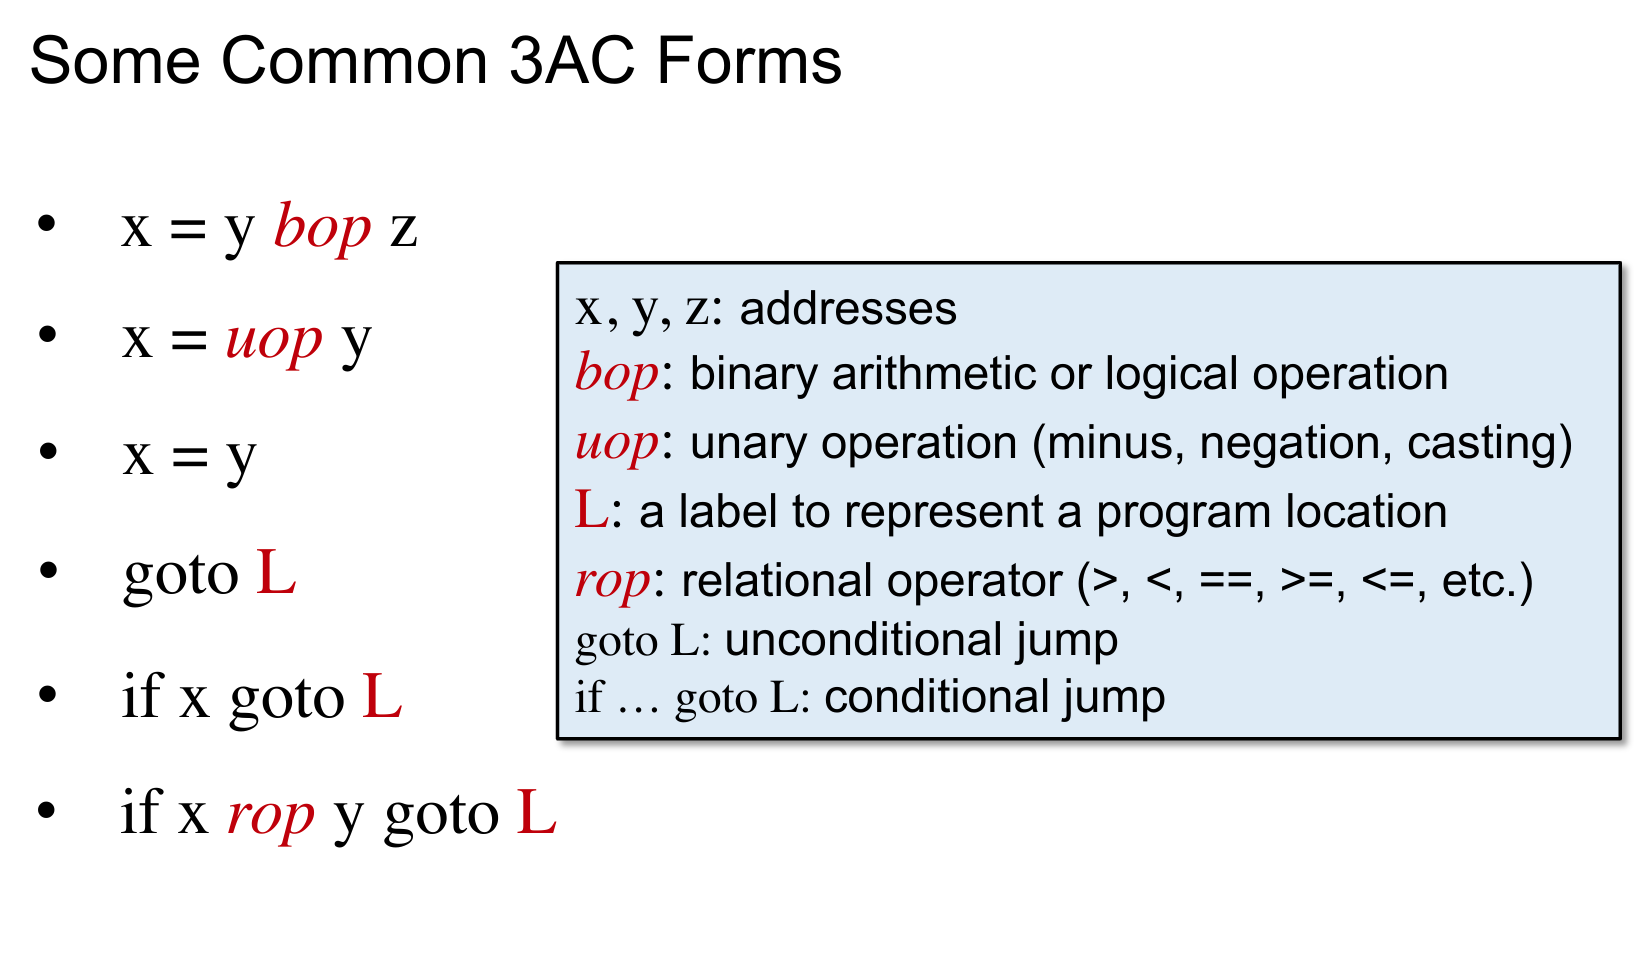 Some Common 3AC Forms
• x = y bop z
• x = uop y
• x = y
• goto L
• if x goto L
• if x rop y goto L
x, y, z: addresses
bop: binary arithmetic or logical operation
uop: unary operation (minus, negation, casting)
L: a label to represent a program location
rop: relational operator (>, <, ==, >=, <=, etc.)
goto L: unconditional jump
if … goto L: conditional jump